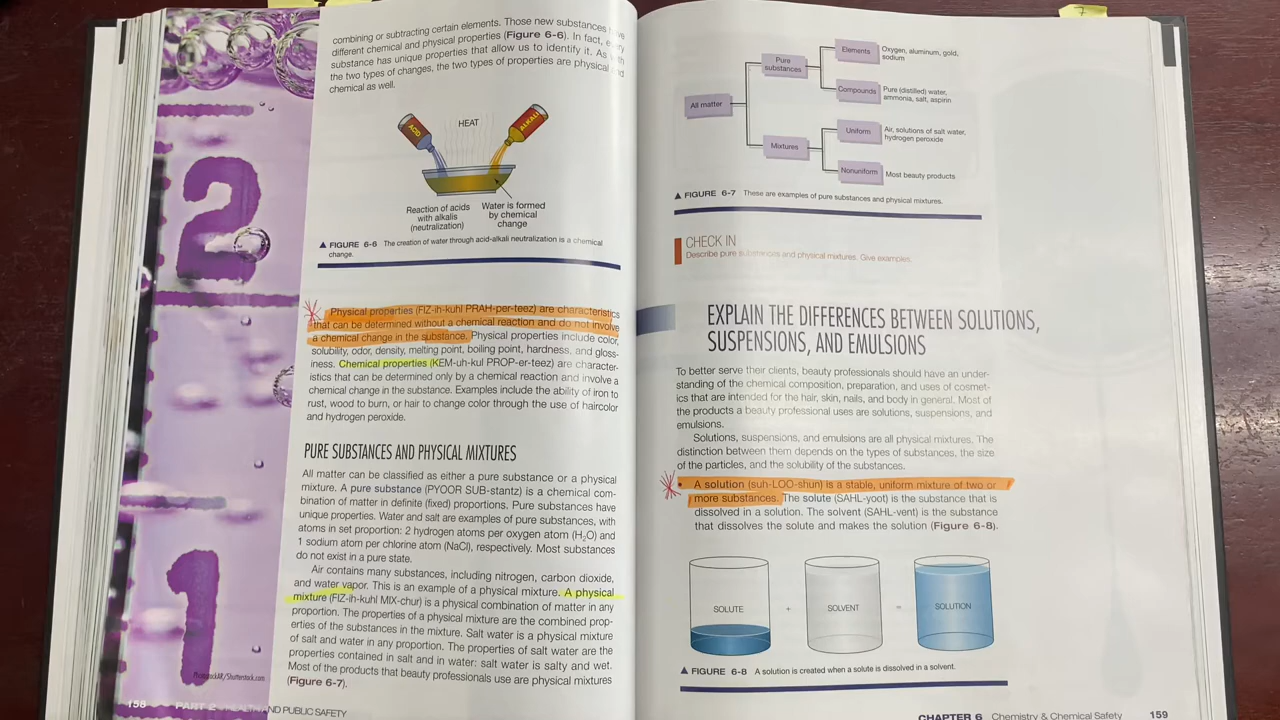 combining or subtracting certain elements. Those new substances
different chemical and physical properties (Figure 6-6). In fact,
substance has unique properties that allow us to identify it. As
the two types of changes, the two types of properties are physical
chemical as well.
ACID
HEAT
ALKALI
Reaction of acids
with alkalis
(neutralization)
Water is formed
by chemical
change
▲ FIGURE 6-6 The creation of water through acid-alkali neutralization is a chemical
change.
Physical properties (FIZ-ih-kuhl PRAH-per-teez) are characteristics
that can be determined without a chemical reaction and do not involve
a chemical change in the substance. Physical properties include color,
solubility, odor, density, melting point, boiling point, hardness, and gloss-
iness. Chemical properties (KEM-uh-kul PROP-er-teez) are character-
istics that can be determined only by a chemical reaction and involve a
chemical change in the substance. Examples include the ability of iron to
rust, wood to burn, or hair to change color through the use of haircolor
and hydrogen peroxide.
PURE SUBSTANCES AND PHYSICAL MIXTURES
All matter can be classified as either a pure substance or a physical
mixture. A pure substance (PYOOR SUB-stantz) is a chemical com-
bination of matter in definite (fixed) proportions. Pure substances have
unique properties. Water and salt are examples of pure substances, with
atoms in set proportion: 2 hydrogen atoms per oxygen atom (H₂O) and
1 sodium atom per chlorine atom (NaCl), respectively. Most substances
do not exist in a pure state.
Air contains many substances, including nitrogen, carbon dioxide,
and water vapor. This is an example of a physical mixture. A physical
mixture (FIZ-ih-kuhl MIX-chur) is a physical combination of matter in any
proportion. The properties of a physical mixture are the combined prop-
erties of the substances in the mixture. Salt water is a physical mixture
of salt and water in any proportion. The properties of salt water are the
properties contained in salt and in water: salt water is salty and wet.
Most of the products that beauty professionals use are physical mixtures
(Figure 6-7).
2
1
/Shutterstock.com
158 PART 2 AND PUBLIC SAFETY
7
All matter
Pure
substances
Elements
Oxygen, aluminum, gold,
sodium
Compounds
Pure (distilled) water,
ammonia, salt, aspirin
Mixtures
Uniform
Air, solutions of salt water,
hydrogen peroxide
Nonuniform
Most beauty products
▲ FIGURE 6-7 These are examples of pure substances and physical mixtures.
CHECK IN
Describe pure substances and physical mixtures. Give examples.
EXPLAIN THE DIFFERENCES BETWEEN SOLUTIONS,
SUSPENSIONS, AND EMULSIONS
To better serve their clients, beauty professionals should have an under-
standing of the chemical composition, preparation, and uses of cosmet-
ics that are intended for the hair, skin, nails, and body in general. Most of
the products a beauty professional uses are solutions, suspensions, and
emulsions.
Solutions, suspensions, and emulsions are all physical mixtures. The
distinction between them depends on the types of substances, the size
of the particles, and the solubility of the substances.
• A solution (suh-LOO-shun) is a stable, uniform mixture of two or
more substances. The solute (SAHL-yoot) is the substance that is
dissolved in a solution. The solvent (SAHL-vent) is the substance
that dissolves the solute and makes the solution (Figure 6-8).
SOLUTE + SOLVENT = SOLUTION
▲ FIGURE 6-8 A solution is created when a solute is dissolved in a solvent.
CHAPTER 6 Chemistry & Chemical Safety 159